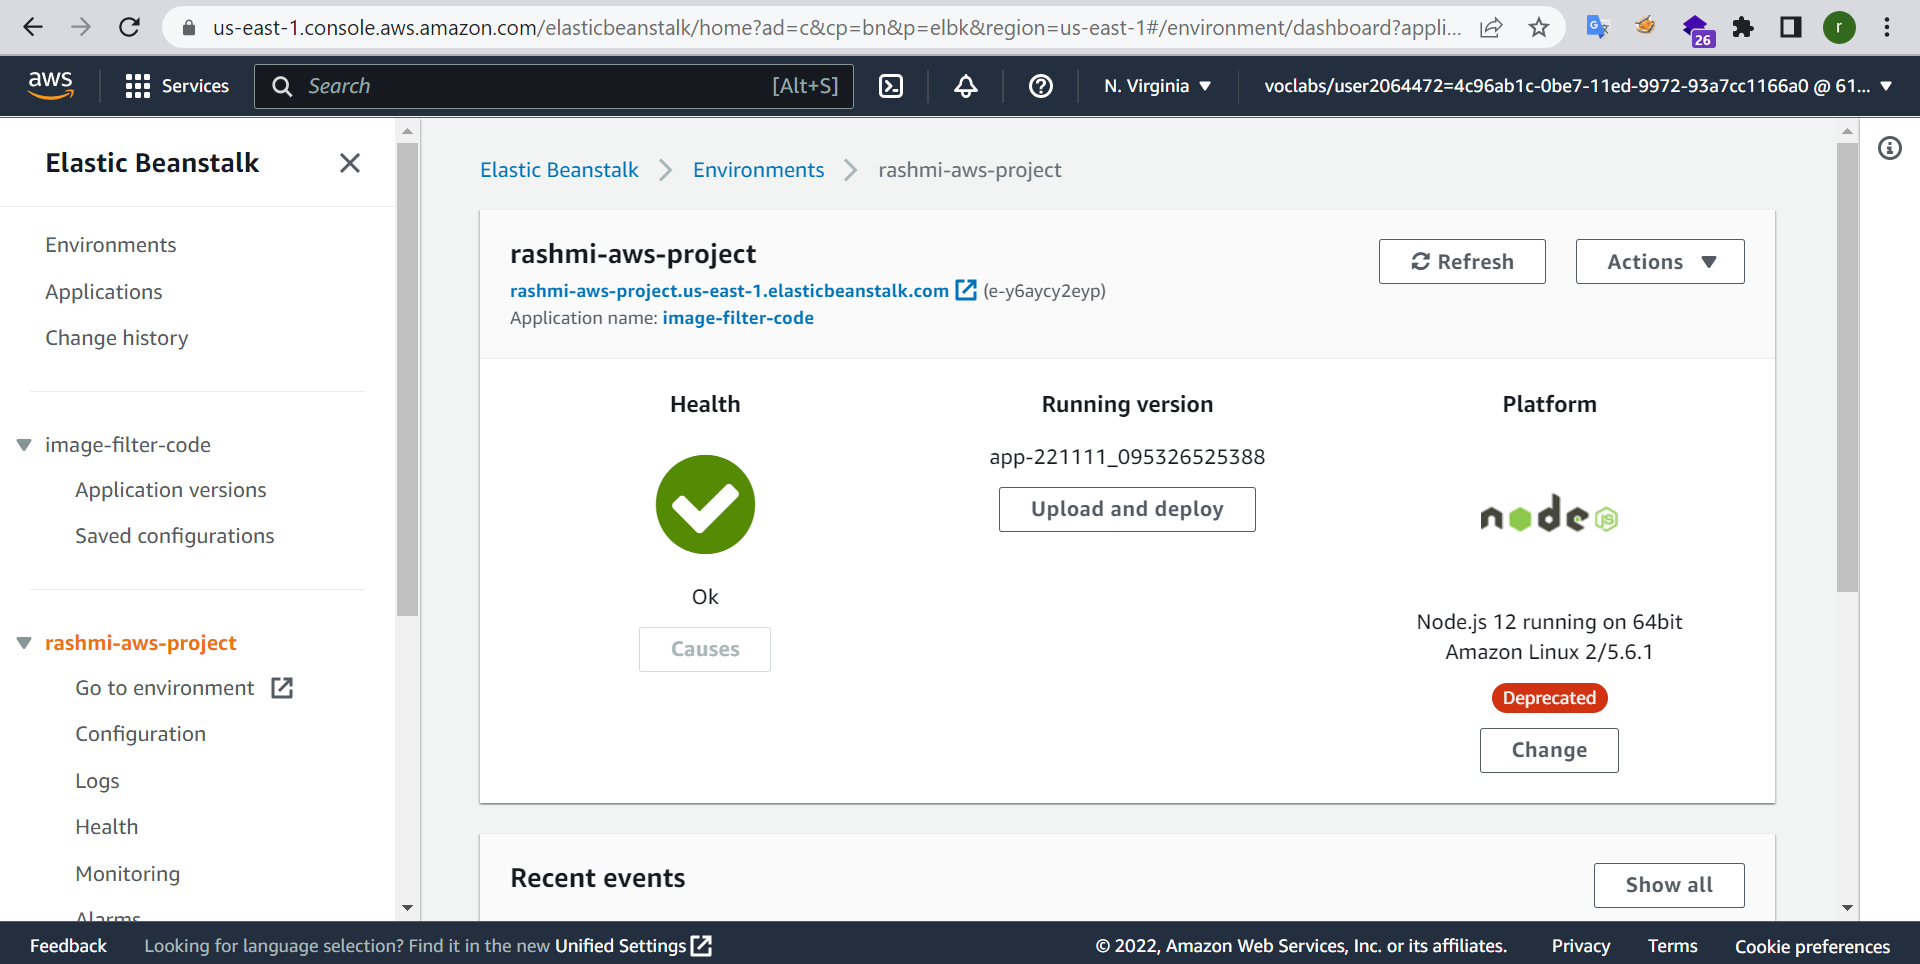 us-east-1.console.aws.amazon.com/elasticbeanstalk/home?ad=c&cp=bn&p=elbk&region=us-east-1#/environment/dashboard?appli...
26
r
aws
Services
Search
[Alt+S]
N. Virginia
voclabs/user2064472=4c96ab1c-0be7-11ed-9972-93a7cc1166a0 @ 61...
Elastic Beanstalk
Environments
Applications
Change history
image-filter-code
Application versions
Saved configurations
rashmi-aws-project
Go to environment
Configuration
Logs
Health
Monitoring
Alarms
Elastic Beanstalk
Environments
rashmi-aws-project
rashmi-aws-project
rashmi-aws-project.us-east-1.elasticbeanstalk.com (e-y6aycy2eyp)
Application name: image-filter-code
Refresh
Actions
Health
Ok
Causes
Running version
app-221111_095326525388
Upload and deploy
Platform
node JS
Node.js 12 running on 64bit
Amazon Linux 2/5.6.1
Deprecated
Change
Recent events
Show all
Feedback
Looking for language selection? Find it in the new Unified Settings
© 2022, Amazon Web Services, Inc. or its affiliates.
Privacy
Terms
Cookie preferences